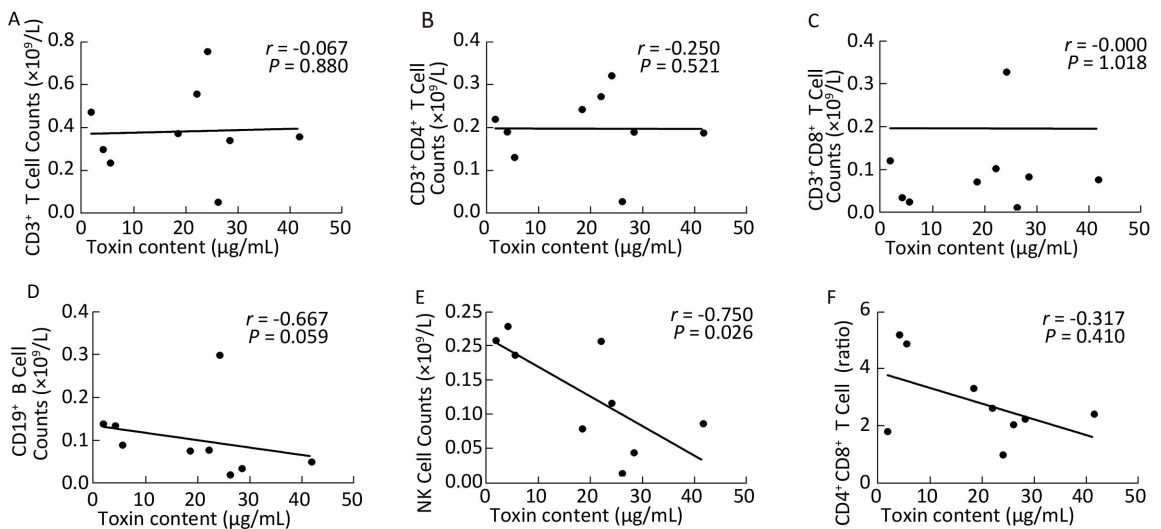 A
CD3⁺ T Cell Counts (×10⁹/L)
0.8
0.6
0.4
0.2
0.0
r = -0.067
P = 0.880
0 10 20 30 40 50
Toxin content (µg/mL)
B
CD3⁺CD4⁺ T Cell
Counts (×10⁹/L)
0.4
0.3
0.2
0.1
0.0
r = -0.250
P = 0.521
0 10 20 30 40 50
Toxin content (µg/mL)
C
CD3⁺CD8⁺ T Cell
Counts (×10⁹/L)
0.4
0.3
0.2
0.1
0.0
r = -0.000
P = 1.018
0 10 20 30 40 50
Toxin content (µg/mL)
D
CD19⁺ B Cell
Counts (×10⁹/L)
0.4
0.3
0.2
0.1
0.0
r = -0.667
P = 0.059
0 10 20 30 40 50
Toxin content (µg/mL)
E
NK Cell Counts (×10⁹/L)
0.25
0.25
0.15
0.10
0.05
0.00
r = -0.750
P = 0.026
0 10 20 30 40 50
Toxin content (µg/mL)
F
CD4⁺CD8⁺ T Cell (ratio)
6
4
2
0
r = -0.317
P = 0.410
0 10 20 30 40 50
Toxin content (µg/mL)